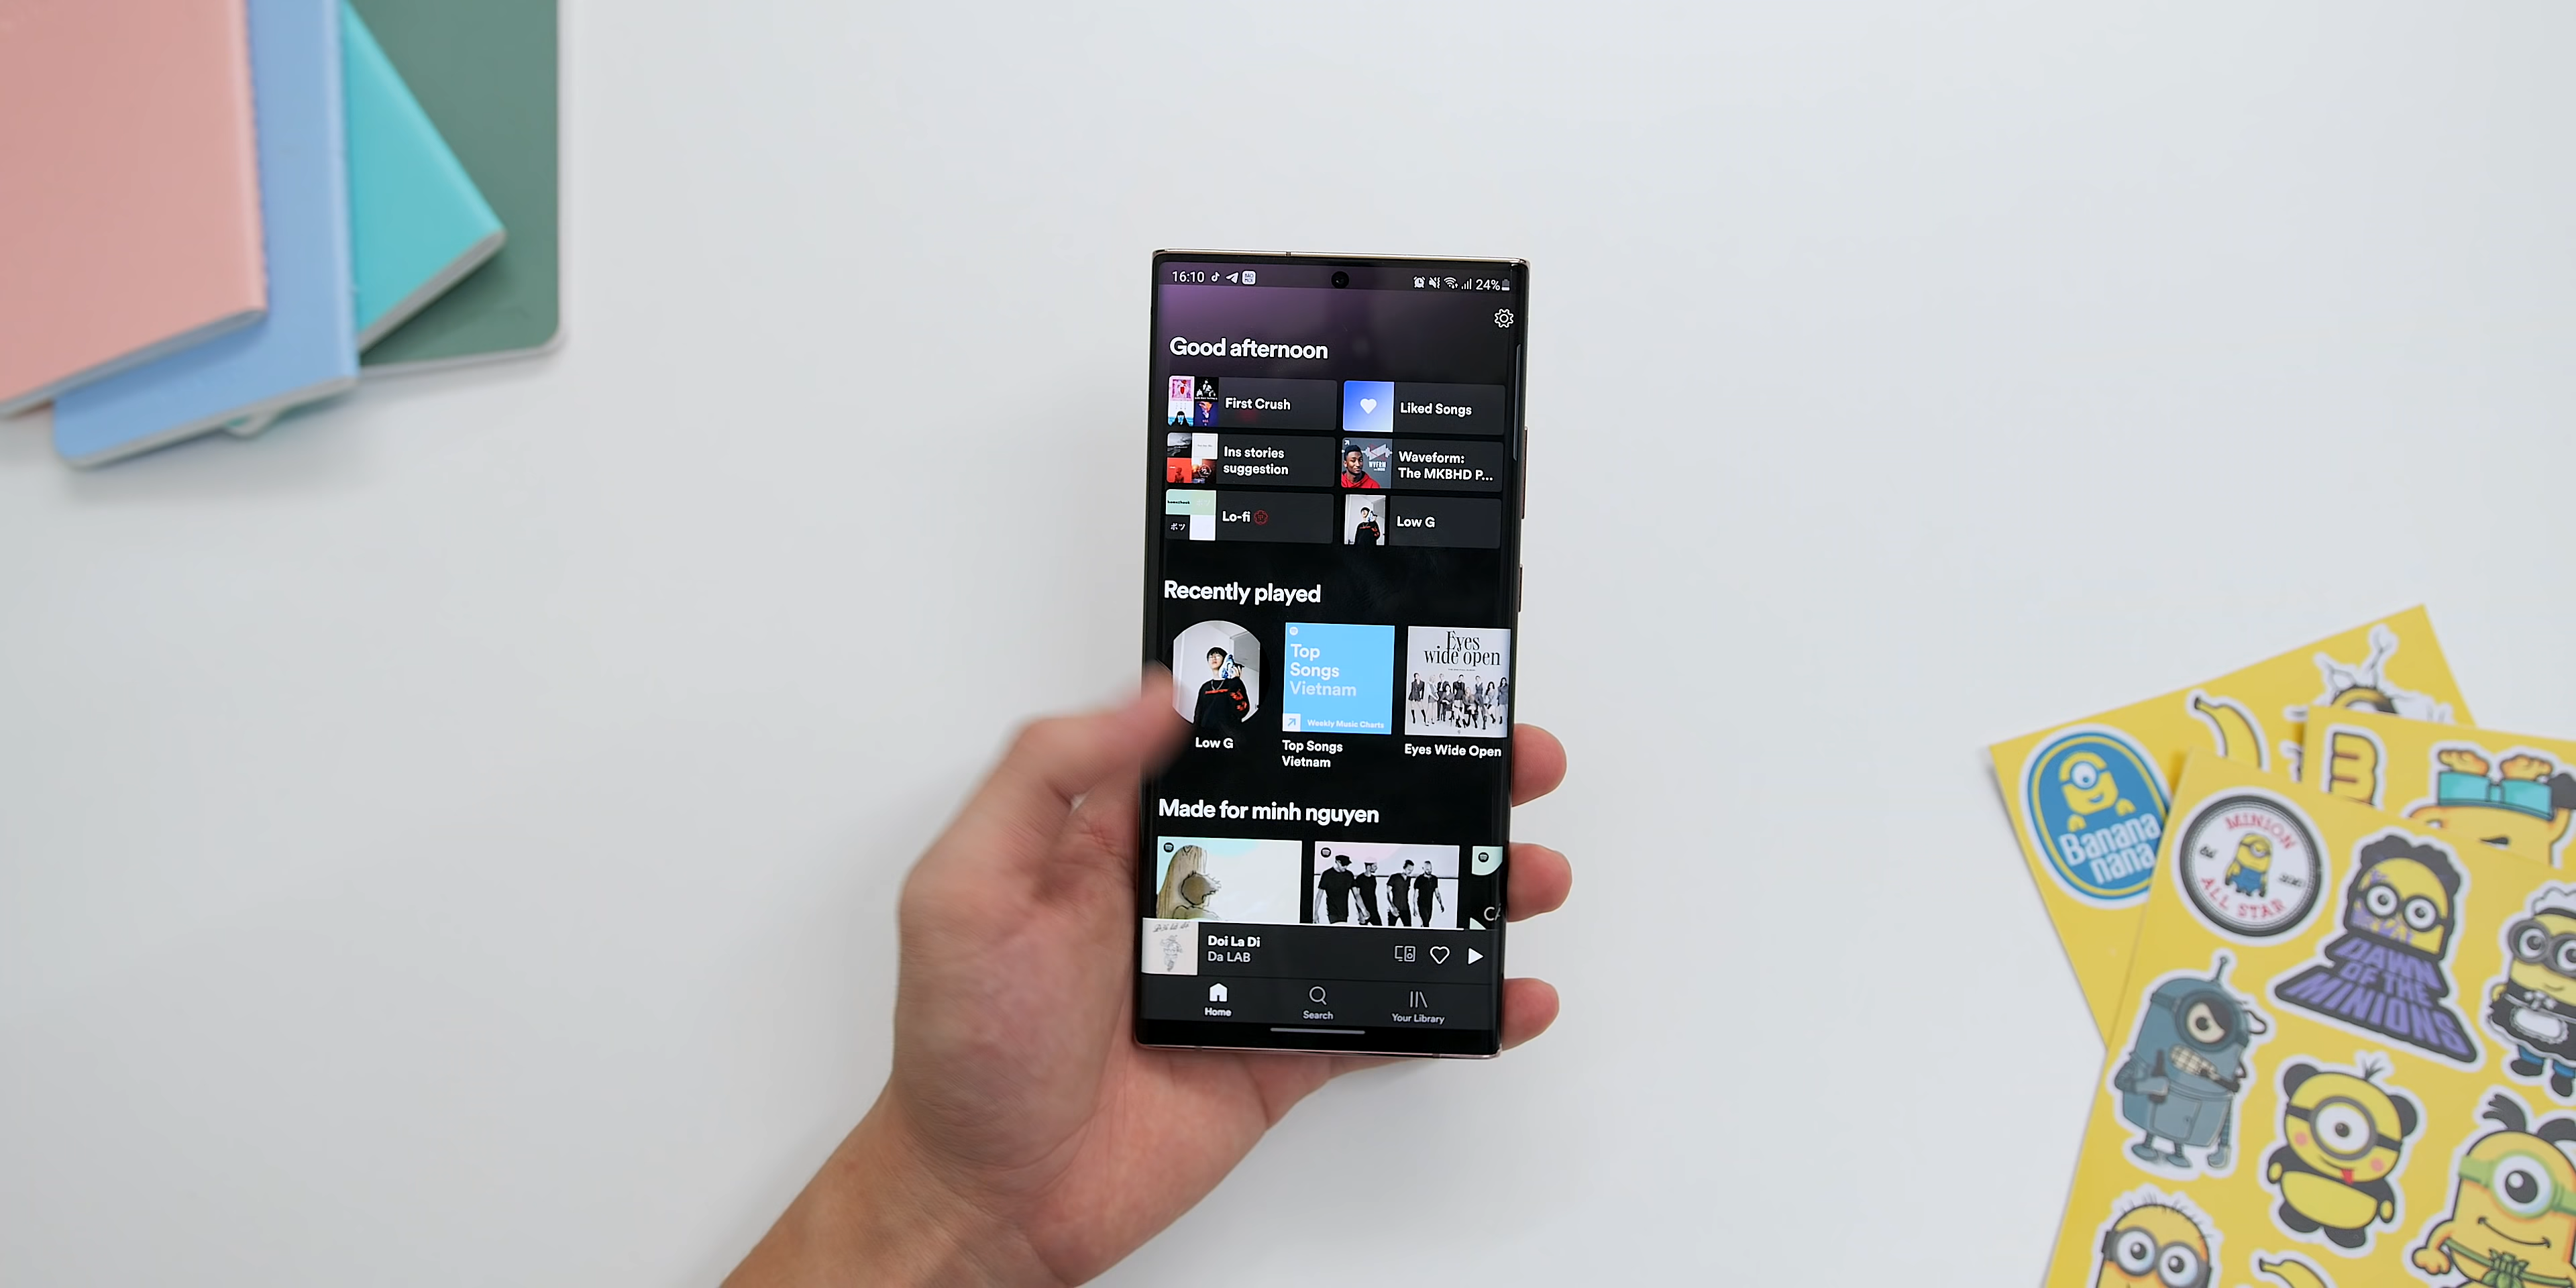 16:10
24%
Good afternoon
First Crush
Liked Songs
Ins stories
suggestion
Waveform:
The MKBHD P...
Lo-fi
Low G
Recently played
Eyes
wide open
Top
Songs
Vietnam
Weekly Music Charts
Low G
Top Songs
Vietnam
Eyes Wide Open
Made for minh nguyen
Doi La Di
Da LAB
Home
Search
Your Library
Banana
nana
MINION
ALL STAR
DAWN
OF THE
MINIONS